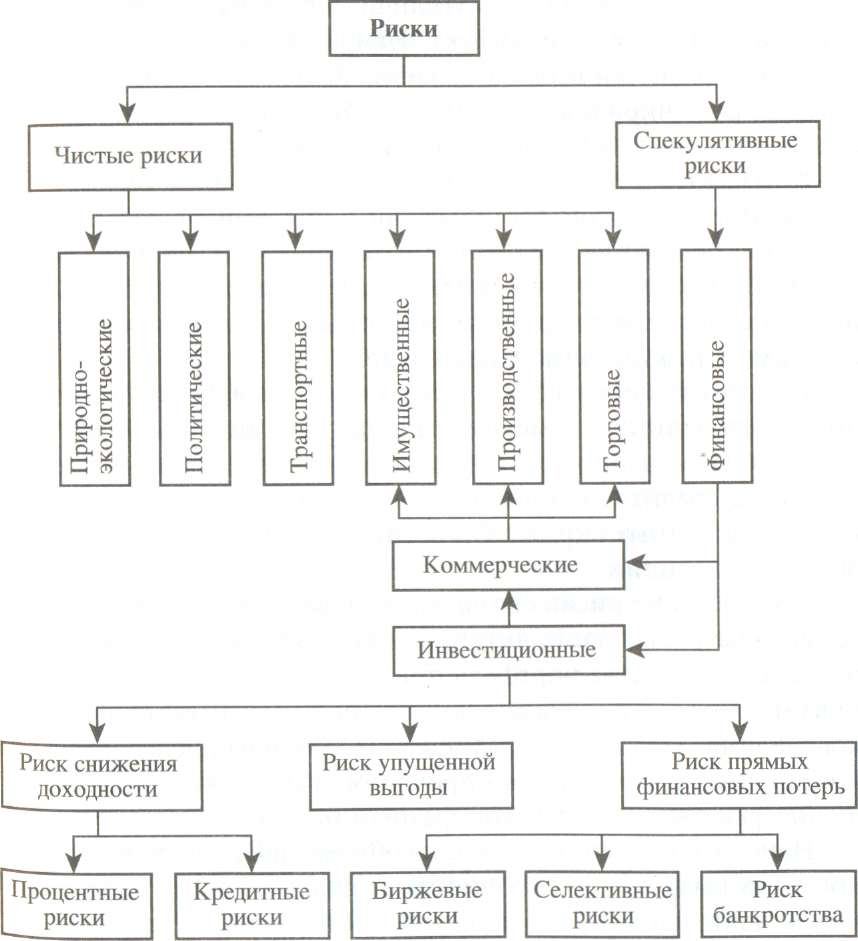 Риски
Чистые риски
Спекулятивные
риски
Природно-
экологические
Политические
Транспортные
Имущественные
Производственные
Торговые
Финансовые
Коммерческие
Инвестиционные
Риск снижения
доходности
Риск упущенной
выгоды
Риск прямых
финансовых потерь
Процентные
риски
Кредитные
риски
Биржевые
риски
Селективные
риски
Риск
банкротства